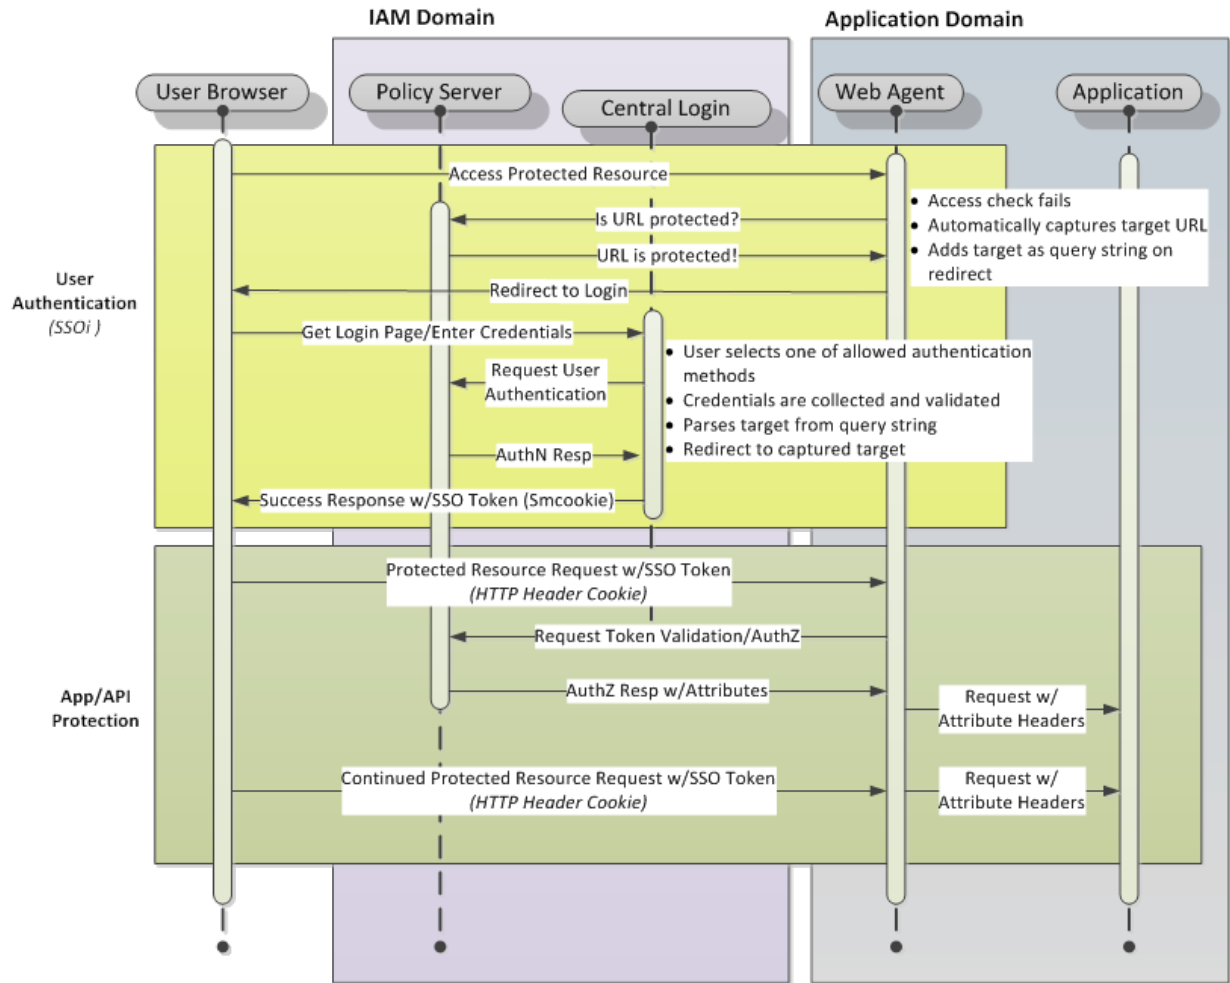 IAM Domain
Application Domain
User Browser
Policy Server
Central Login
Web Agent
Application
Access Protected Resource
Is URL protected?
URL is protected!
Redirect to Login
• Access check fails
• Automatically captures target URL
• Adds target as query string on
redirect
User
Authentication
(SSOi )
Get Login Page/Enter Credentials
Request User
Authentication
AuthN Resp
Success Response w/SSO Token (Smcookie)
• User selects one of allowed authentication
methods
• Credentials are collected and validated
• Parses target from query string
• Redirect to captured target
App/API
Protection
Protected Resource Request w/SSO Token
(HTTP Header Cookie)
Request Token Validation/AuthZ
AuthZ Resp w/Attributes
Request w/
Attribute Headers
Continued Protected Resource Request w/SSO Token
(HTTP Header Cookie)
Request w/
Attribute Headers